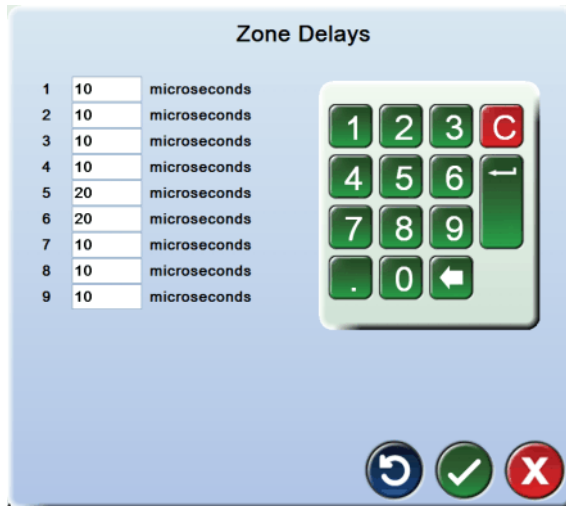 Zone Delays
1 10 microseconds
2 10 microseconds
3 10 microseconds
4 10 microseconds
5 20 microseconds
6 20 microseconds
7 10 microseconds
8 10 microseconds
9 10 microseconds
1 2 3 C
4 5 6
7 8 9
. 0
X